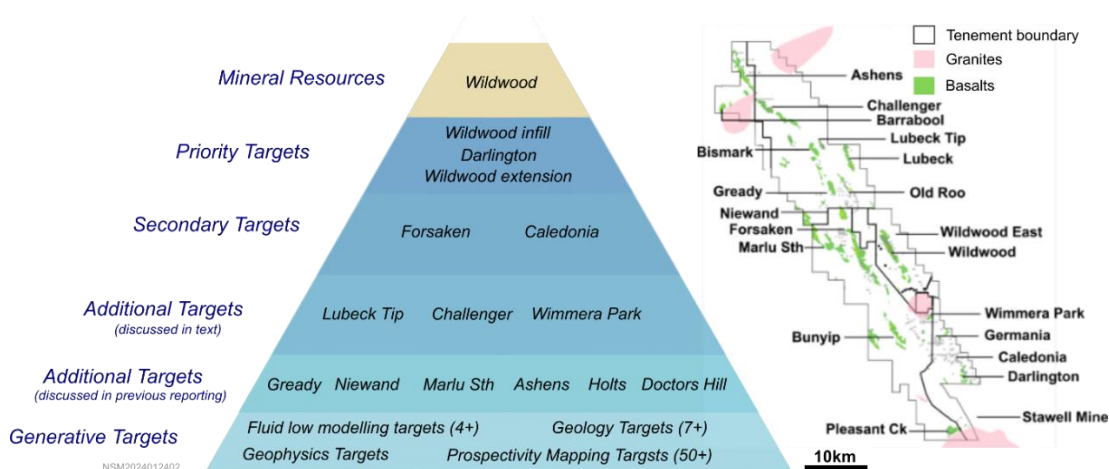 Mineral Resources
Wildwood
Priority Targets
Wildwood infill
Darlington
Wildwood extension
Secondary Targets
Forsaken Caledonia
Additional Targets
(discussed in text)
Lubeck Tip Challenger Wimmera Park
Additional Targets
(discussed in previous reporting)
Gready Niewand Marlu Sth Ashens Holts Doctors Hill
Generative Targets
Fluid low modelling targets (4+) Geology Targets (7+)
Geophysics Targets Prospectivity Mapping Targsts (50+)
NSM2024012402
Tenement boundary
Granites
Basalts
Ashens
Challenger
Barrabool
Lubeck Tip
Bismark
Lubeck
Gready Old Roo
Niewand
Forsaken Wildwood East
Marlu Sth Wildwood
Wimmera Park
Bunyip Germania
Caledonia
Darlington
Stawell Mine
Pleasant Ck
10km